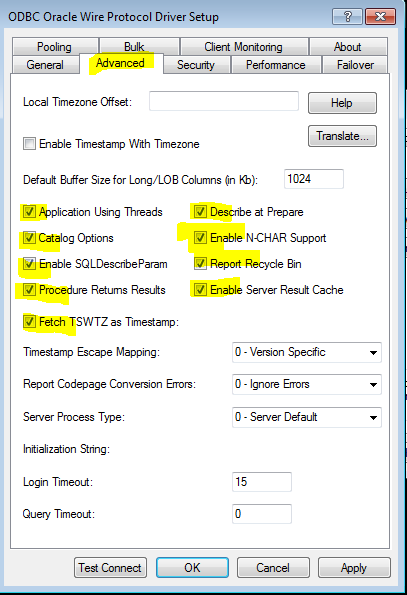 ODBC Oracle Wire Protocol Driver Setup
Pooling Bulk Client Monitoring About
General Advanced Security Performance Failover
Local Timezone Offset: Help
Enable Timestamp With Timezone Translate...
Default Buffer Size for Long/LOB Columns (in Kb): 1024
Application Using Threads Describe at Prepare
Catalog Options Enable N-CHAR Support
Enable SQLDescribeParam Report Recycle Bin
Procedure Returns Results Enable Server Result Cache
Fetch TSWTZ as Timestamp:
Timestamp Escape Mapping: 0 - Version Specific
Report Codepage Conversion Errors: 0 - Ignore Errors
Server Process Type: 0 - Server Default
Initialization String:
Login Timeout: 15
Query Timeout: 0
Test Connect OK Cancel Apply